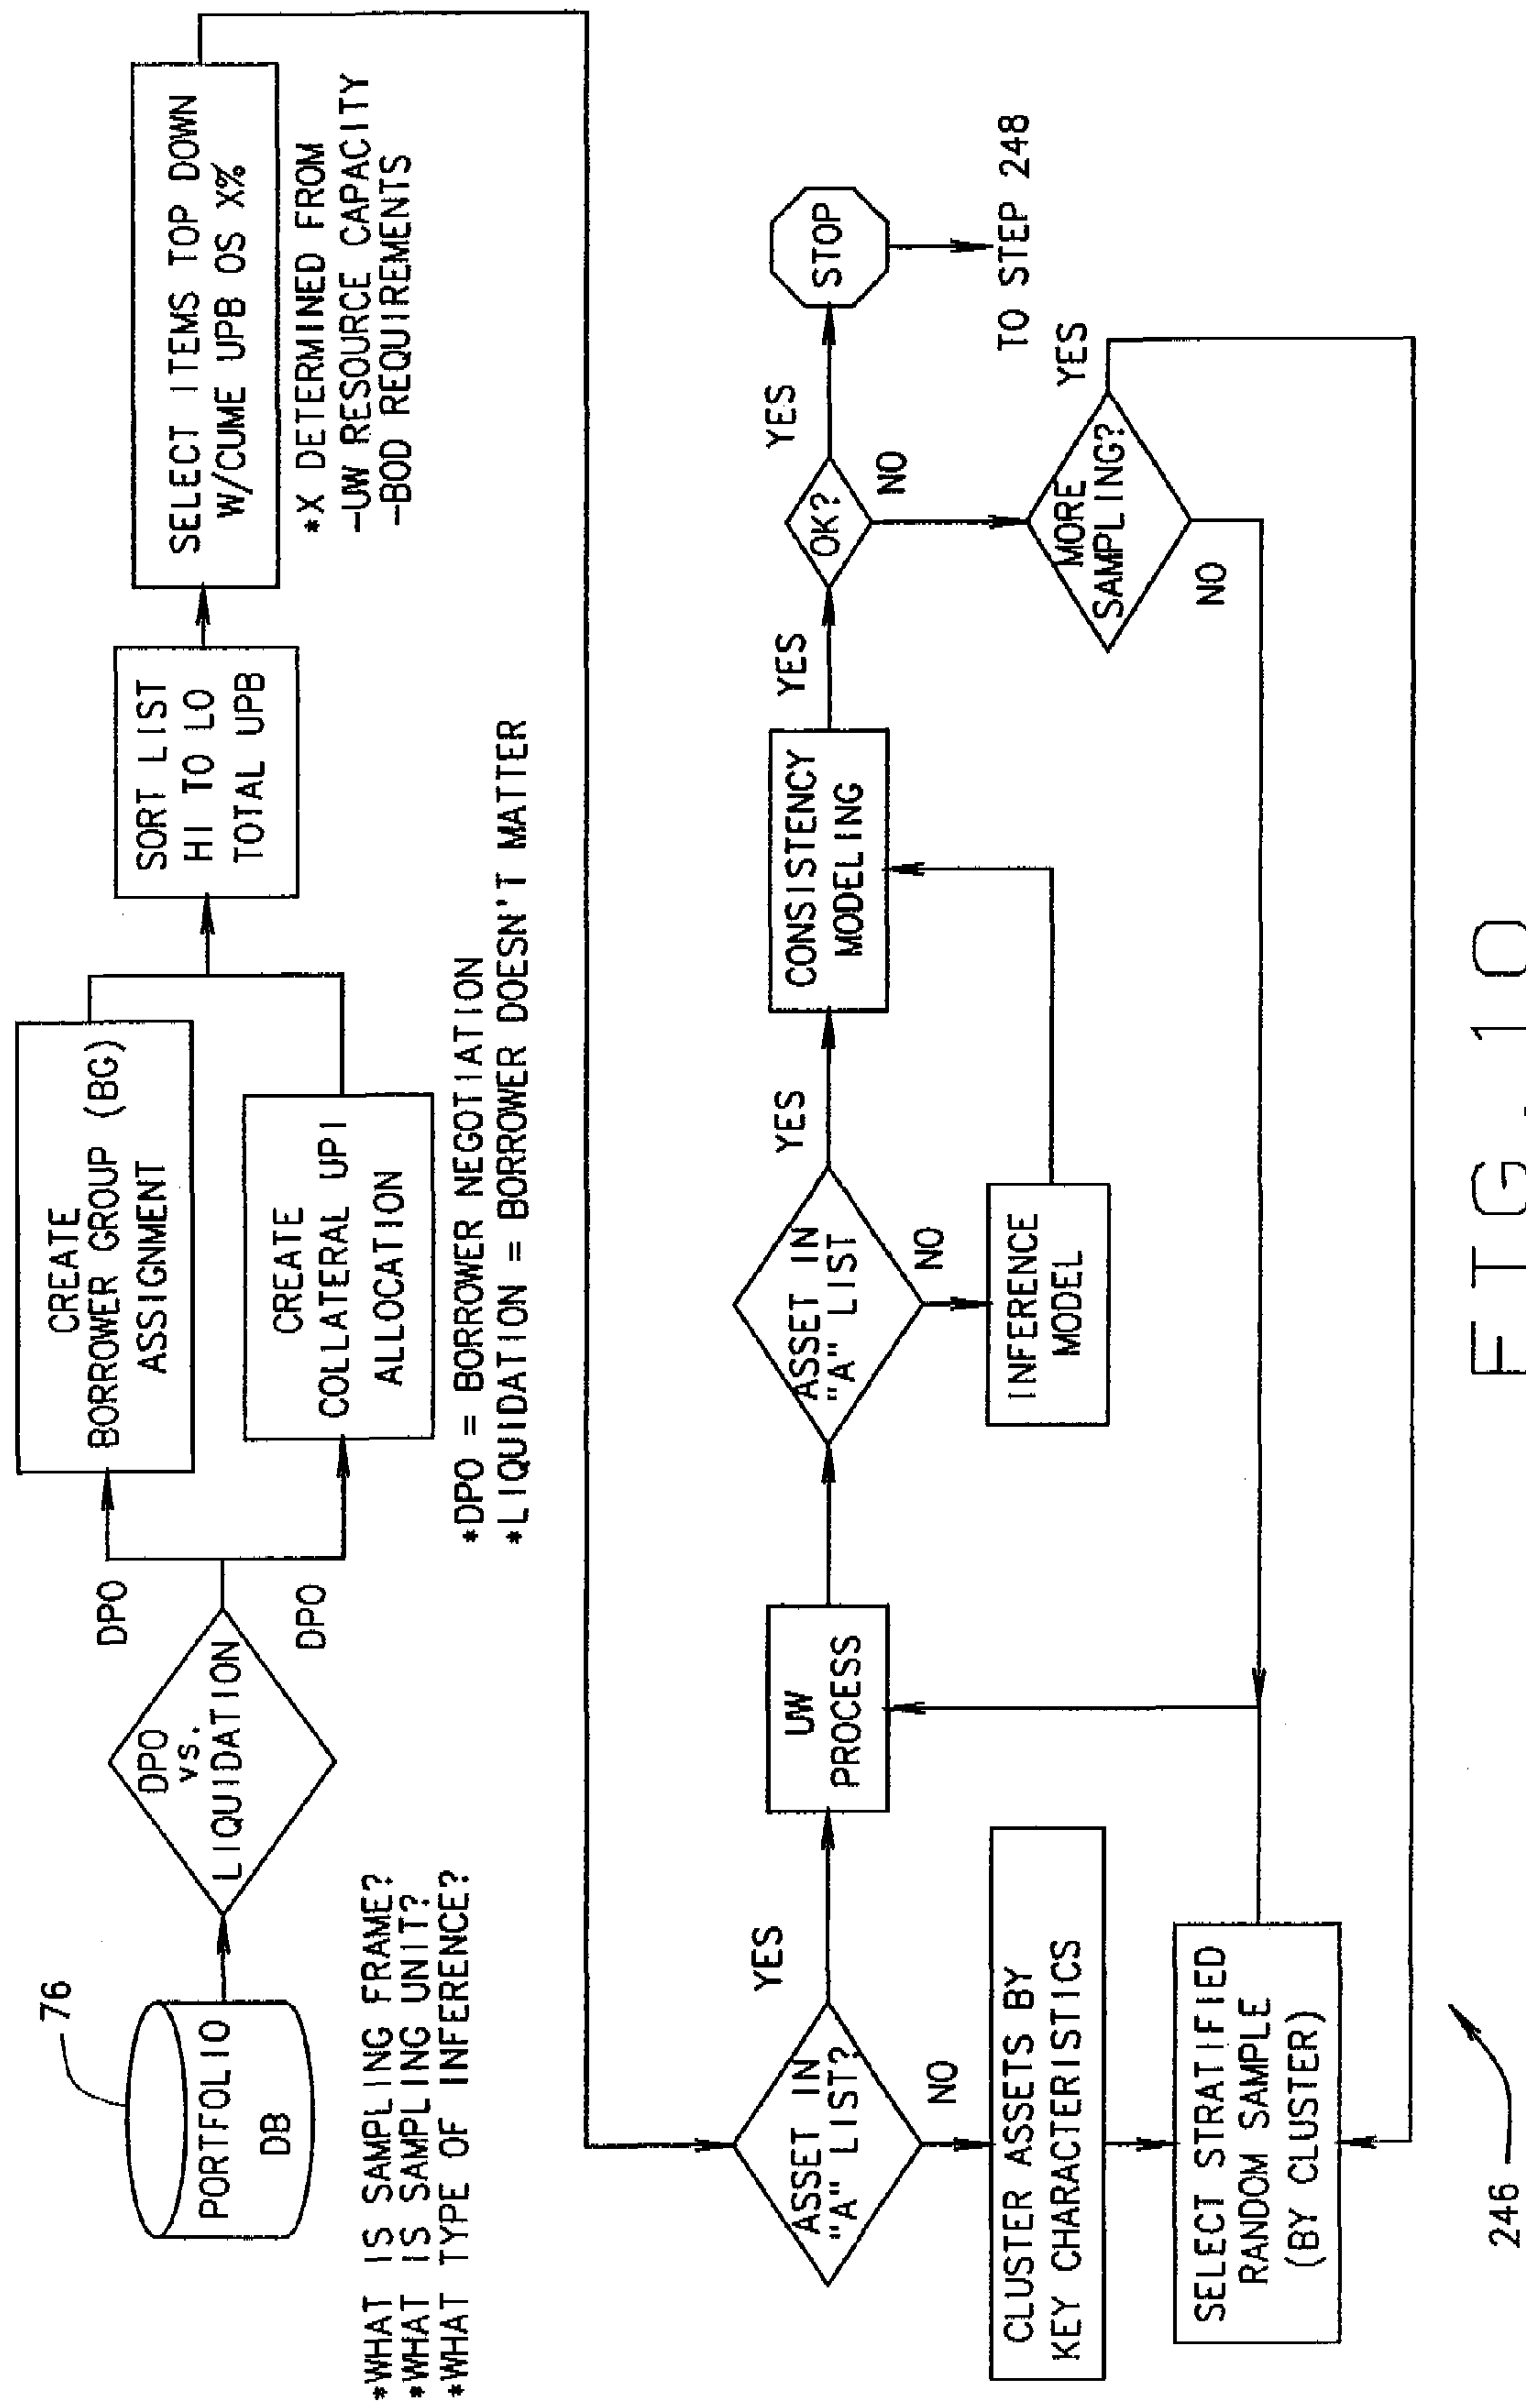 76
PORTFOLIO
DB
*WHAT IS SAMPLING FRAME?
*WHAT IS SAMPLING UNIT?
*WHAT TYPE OF INFERENCE?
DPO
vs.
LIQUIDATION
DPO
DPO
CREATE
BORROWER GROUP (BG)
ASSIGNMENT
CREATE
COLLATERAL UPI
ALLOCATION
*DPO = BORROWER NEGOTIATION
*LIQUIDATION = BORROWER DOESN'T MATTER
SORT LIST
HI TO LO
TOTAL UPB
SELECT ITEMS TOP DOWN
W/CUME UPB OS X%
*X DETERMINED FROM
-UW RESOURCE CAPACITY
-BOD REQUIREMENTS
ASSET IN
"A" LIST?
YES
NO
CLUSTER ASSETS BY
KEY CHARACTERISTICS
SELECT STRATIFIED
RANDOM SAMPLE
(BY CLUSTER)
UW
PROCESS
ASSET IN
"A" LIST
YES
NO
INFERENCE
MODEL
CONSISTENCY
MODELING
YES
OK?
YES
NO
STOP
TO STEP 248
MORE
SAMPLING?
YES
NO
246
FIG. 10